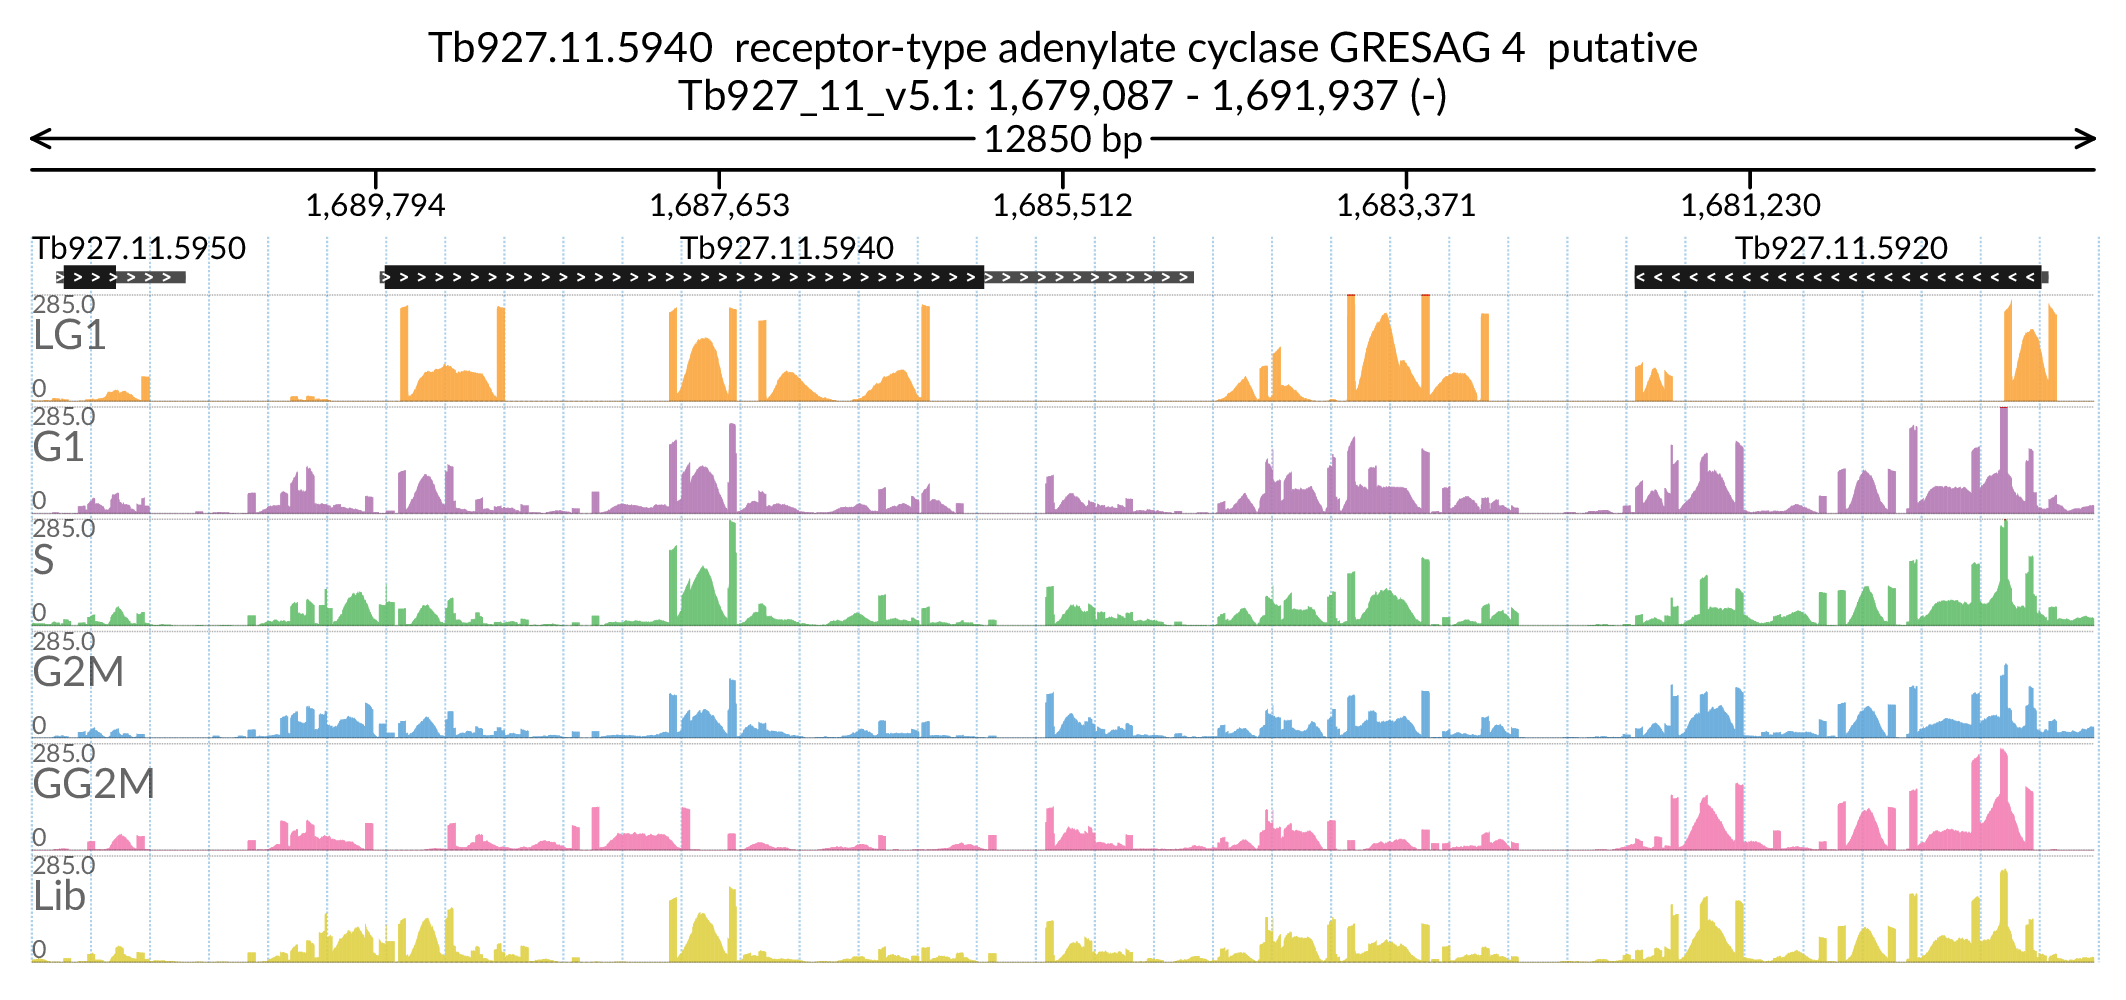 Tb927.11.5940 receptor-type adenylate cyclase GRESAG 4 putative
Tb927_11_v5.1: 1,679,087 - 1,691,937 (-)
12850 bp
1,689,794 1,687,653 1,685,512 1,683,371 1,681,230
Tb927.11.5950 Tb927.11.5940 Tb927.11.5920
285.0
LG1
0
285.0
G1
0
285.0
S
0
285.0
G2M
0
285.0
GG2M
0
285.0
Lib
0